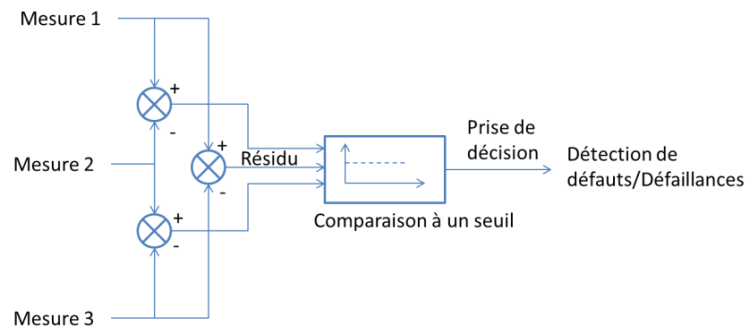 Mesure 1
+
-
Mesure 2
+
Résidu
-
+
-
Mesure 3
Comparaison à un seuil
Prise de
décision
Détection de
défauts/Défaillances